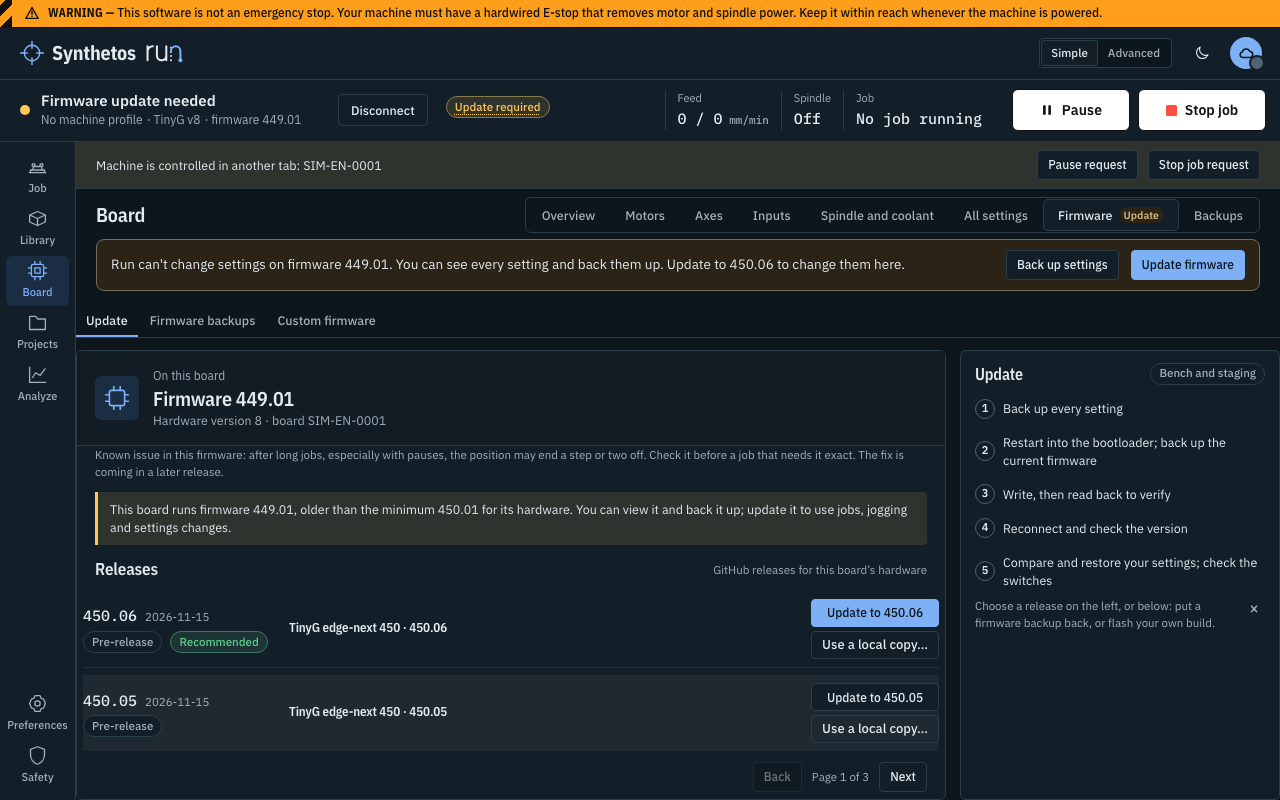 WARNING — This software is not an emergency stop. Your machine must have a hardwired E-stop that removes motor and spindle power. Keep it within reach whenever the machine is powered.
Synthetos run
Simple
Advanced
Firmware update needed
No machine profile · TinyG v8 · firmware 449.01
Disconnect
Update required
Feed
0 / 0 mm/min
Spindle
Off
Job
No job running
Pause
Stop job
Job
Library
Board
Projects
Analyze
Preferences
Safety
Machine is controlled in another tab: SIM-EN-0001
Pause request
Stop job request
Board
Overview
Motors
Axes
Inputs
Spindle and coolant
All settings
Firmware Update
Backups
Run can't change settings on firmware 449.01. You can see every setting and back them up. Update to 450.06 to change them here.
Back up settings
Update firmware
Update
Firmware backups
Custom firmware
On this board
Firmware 449.01
Hardware version 8 · board SIM-EN-0001
Known issue in this firmware: after long jobs, especially with pauses, the position may end a step or two off. Check it before a job that needs it exact. The fix is
coming in a later release.
This board runs firmware 449.01, older than the minimum 450.01 for its hardware. You can view it and back it up; update it to use jobs, jogging
and settings changes.
Releases
GitHub releases for this board's hardware
450.06 2026-11-15
Pre-release
Recommended
TinyG edge-next 450 · 450.06
Update to 450.06
Use a local copy...
450.05 2026-11-15
Pre-release
TinyG edge-next 450 · 450.05
Update to 450.05
Use a local copy...
Back
Page 1 of 3
Next
Update
Bench and staging
1 Back up every setting
2 Restart into the bootloader; back up the
current firmware
3 Write, then read back to verify
4 Reconnect and check the version
5 Compare and restore your settings; check the
switches
Choose a release on the left, or below: put a
firmware backup back, or flash your own build.